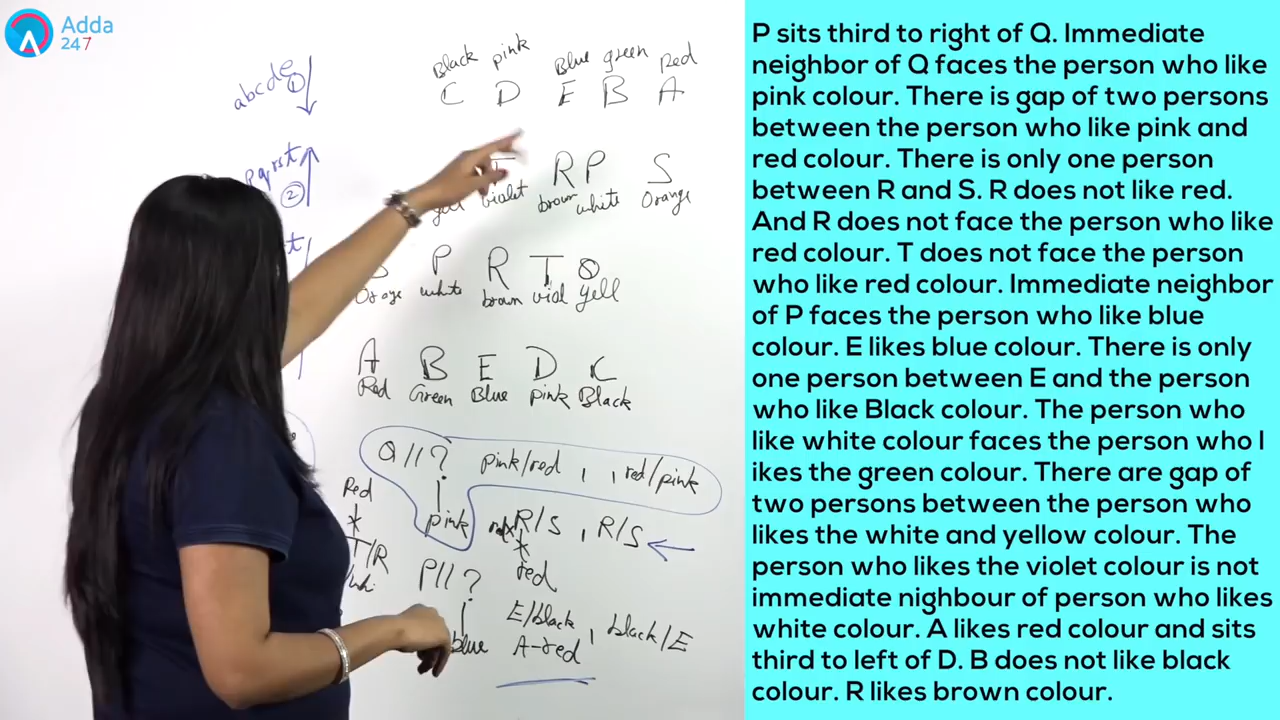 Adda
247
abcde ①
Black pink Blue green Red
C D E B A
pqrst
②
T R P S
yell violet brown white Orange
S P R T Q
Orange white brown viol yell
A B E D C
Red Green Blue Pink Black
Q // ? pink/red , , red/pink
pink
Red
T/R
R/S , R/S
red
P // ?
blue
E/black , black/E
A-red
P sits third to right of Q. Immediate
neighbor of Q faces the person who like
pink colour. There is gap of two persons
between the person who like pink and
red colour. There is only one person
between R and S. R does not like red.
And R does not face the person who like
red colour. T does not face the person
who like red colour. Immediate neighbor
of P faces the person who like blue
colour. E likes blue colour. There is only
one person between E and the person
who like Black colour. The person who
like white colour faces the person who l
ikes the green colour. There are gap of
two persons between the person who
likes the white and yellow colour. The
person who likes the violet colour is not
immediate nighbour of person who likes
white colour. A likes red colour and sits
third to left of D. B does not like black
colour. R likes brown colour.